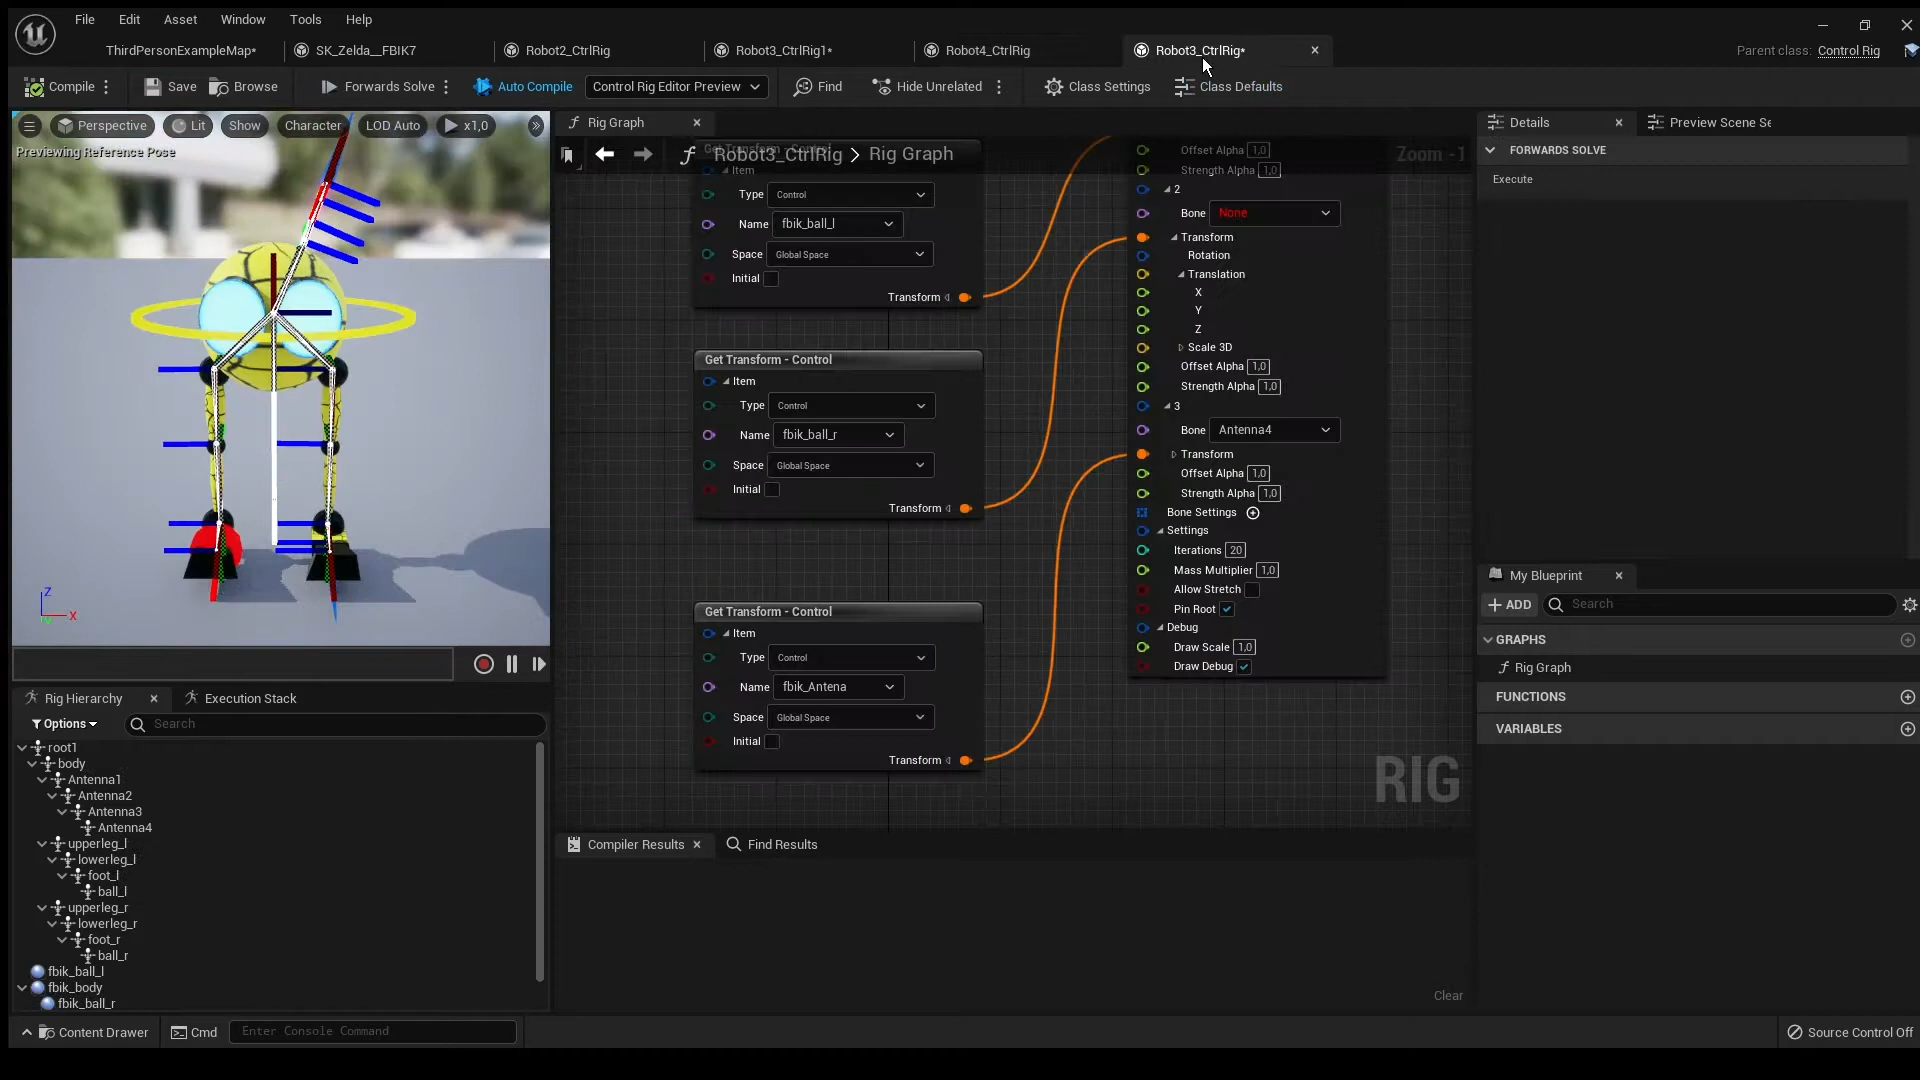 File Edit Asset Window Tools Help
ThirdPersonExampleMap* SK_Zelda__FBIK7 Robot2_CtrlRig Robot3_CtrlRig1* Robot4_CtrlRig Robot3_CtrlRig* Parent class: Control Rig
Compile Save Browse Forwards Solve Auto Compile Control Rig Editor Preview Find Hide Unrelated Class Settings Class Defaults
Perspective Lit Show Character LOD Auto x1,0
Previewing Reference Pose
Z
X
Rig Hierarchy Execution Stack
Options Search
root1
body
Antenna1
Antenna2
Antenna3
Antenna4
upperleg_l
lowerleg_l
foot_l
ball_l
upperleg_r
lowerleg_r
foot_r
ball_r
fbik_ball_l
fbik_body
fbik_ball_r
Rig Graph
Robot3_CtrlRig > Rig Graph
Zoom -1
Get Transform - Control
Item
Type Control
Name fbik_ball_l
Space Global Space
Initial
Transform
Get Transform - Control
Item
Type Control
Name fbik_ball_r
Space Global Space
Initial
Transform
Get Transform - Control
Item
Type Control
Name fbik_Antena
Space Global Space
Initial
Transform
Offset Alpha 1,0
Strength Alpha 1,0
2
Bone None
Transform
Rotation
Translation
X
Y
Z
Scale 3D
Offset Alpha 1,0
Strength Alpha 1,0
3
Bone Antenna4
Transform
Offset Alpha 1,0
Strength Alpha 1,0
Bone Settings
Settings
Iterations 20
Mass Multiplier 1,0
Allow Stretch
Pin Root
Debug
Draw Scale 1,0
Draw Debug
RIG
Compiler Results Find Results
Clear
Details Preview Scene Se
FORWARDS SOLVE
Execute
My Blueprint
ADD Search
GRAPHS
Rig Graph
FUNCTIONS
VARIABLES
Content Drawer Cmd Enter Console Command Source Control Off